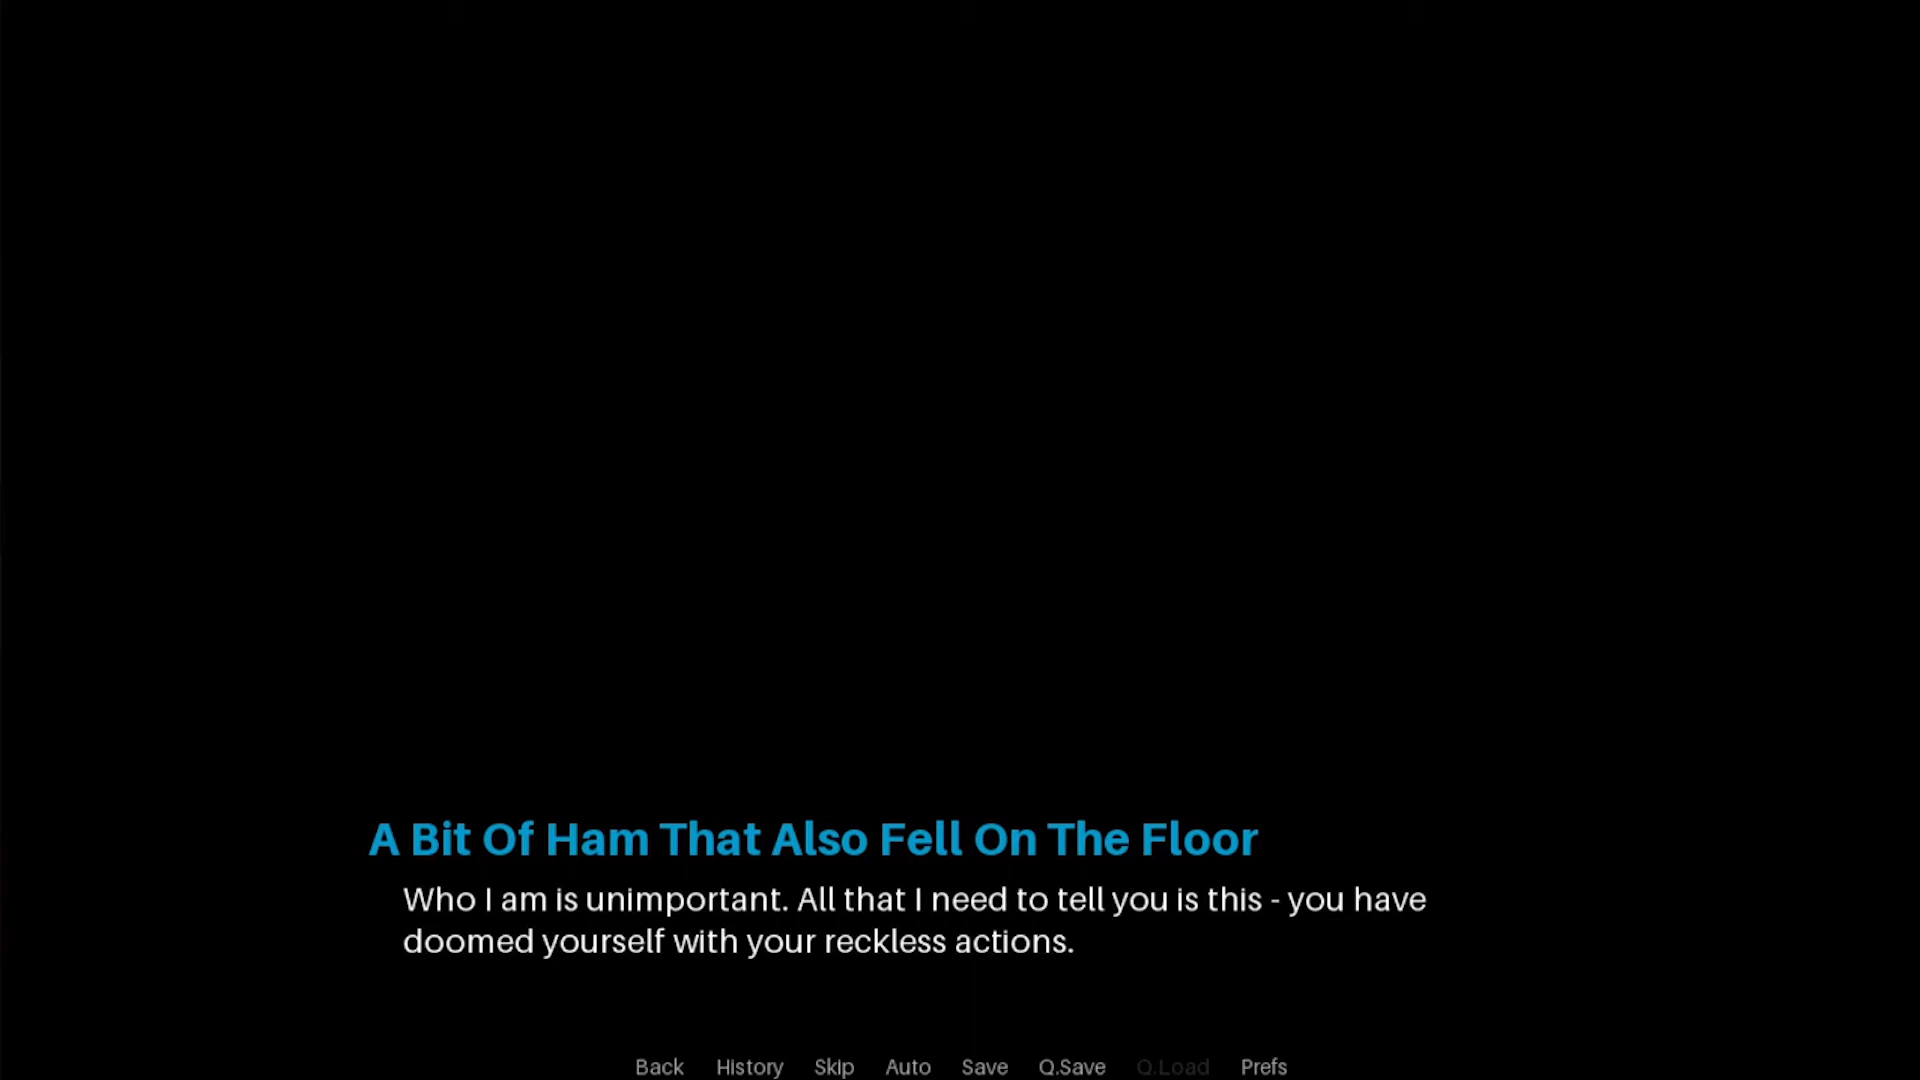 A Bit Of Ham That Also Fell On The Floor
Who I am is unimportant. All that I need to tell you is this - you have
doomed yourself with your reckless actions.
Back History Skip Auto Save Q.Save Q.Load Prefs